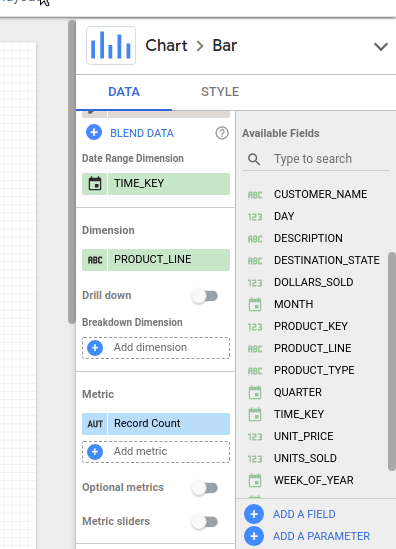 Chart > Bar
DATA
STYLE
BLEND DATA
Date Range Dimension
TIME_KEY
Dimension
ABC PRODUCT_LINE
Drill down
Breakdown Dimension
Add dimension
Metric
AUT Record Count
Add metric
Optional metrics
Metric sliders
Available Fields
Type to search
ABC CUSTOMER_NAME
123 DAY
ABC DESCRIPTION
ABC DESTINATION_STATE
123 DOLLARS_SOLD
MONTH
123 PRODUCT_KEY
ABC PRODUCT_LINE
ABC PRODUCT_TYPE
QUARTER
TIME_KEY
123 UNIT_PRICE
123 UNITS_SOLD
WEEK_OF_YEAR
ADD A FIELD
ADD A PARAMETER